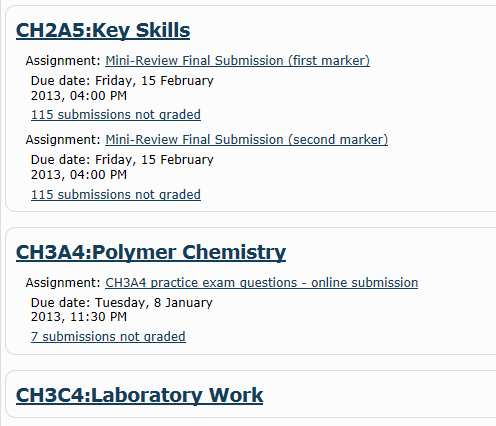 CH2A5:Key Skills
Assignment: Mini-Review Final Submission (first marker)
Due date: Friday, 15 February
2013, 04:00 PM
115 submissions not graded
Assignment: Mini-Review Final Submission (second marker)
Due date: Friday, 15 February
2013, 04:00 PM
115 submissions not graded
CH3A4:Polymer Chemistry
Assignment: CH3A4 practice exam questions - online submission
Due date: Tuesday, 8 January
2013, 11:30 PM
7 submissions not graded
CH3C4:Laboratory Work